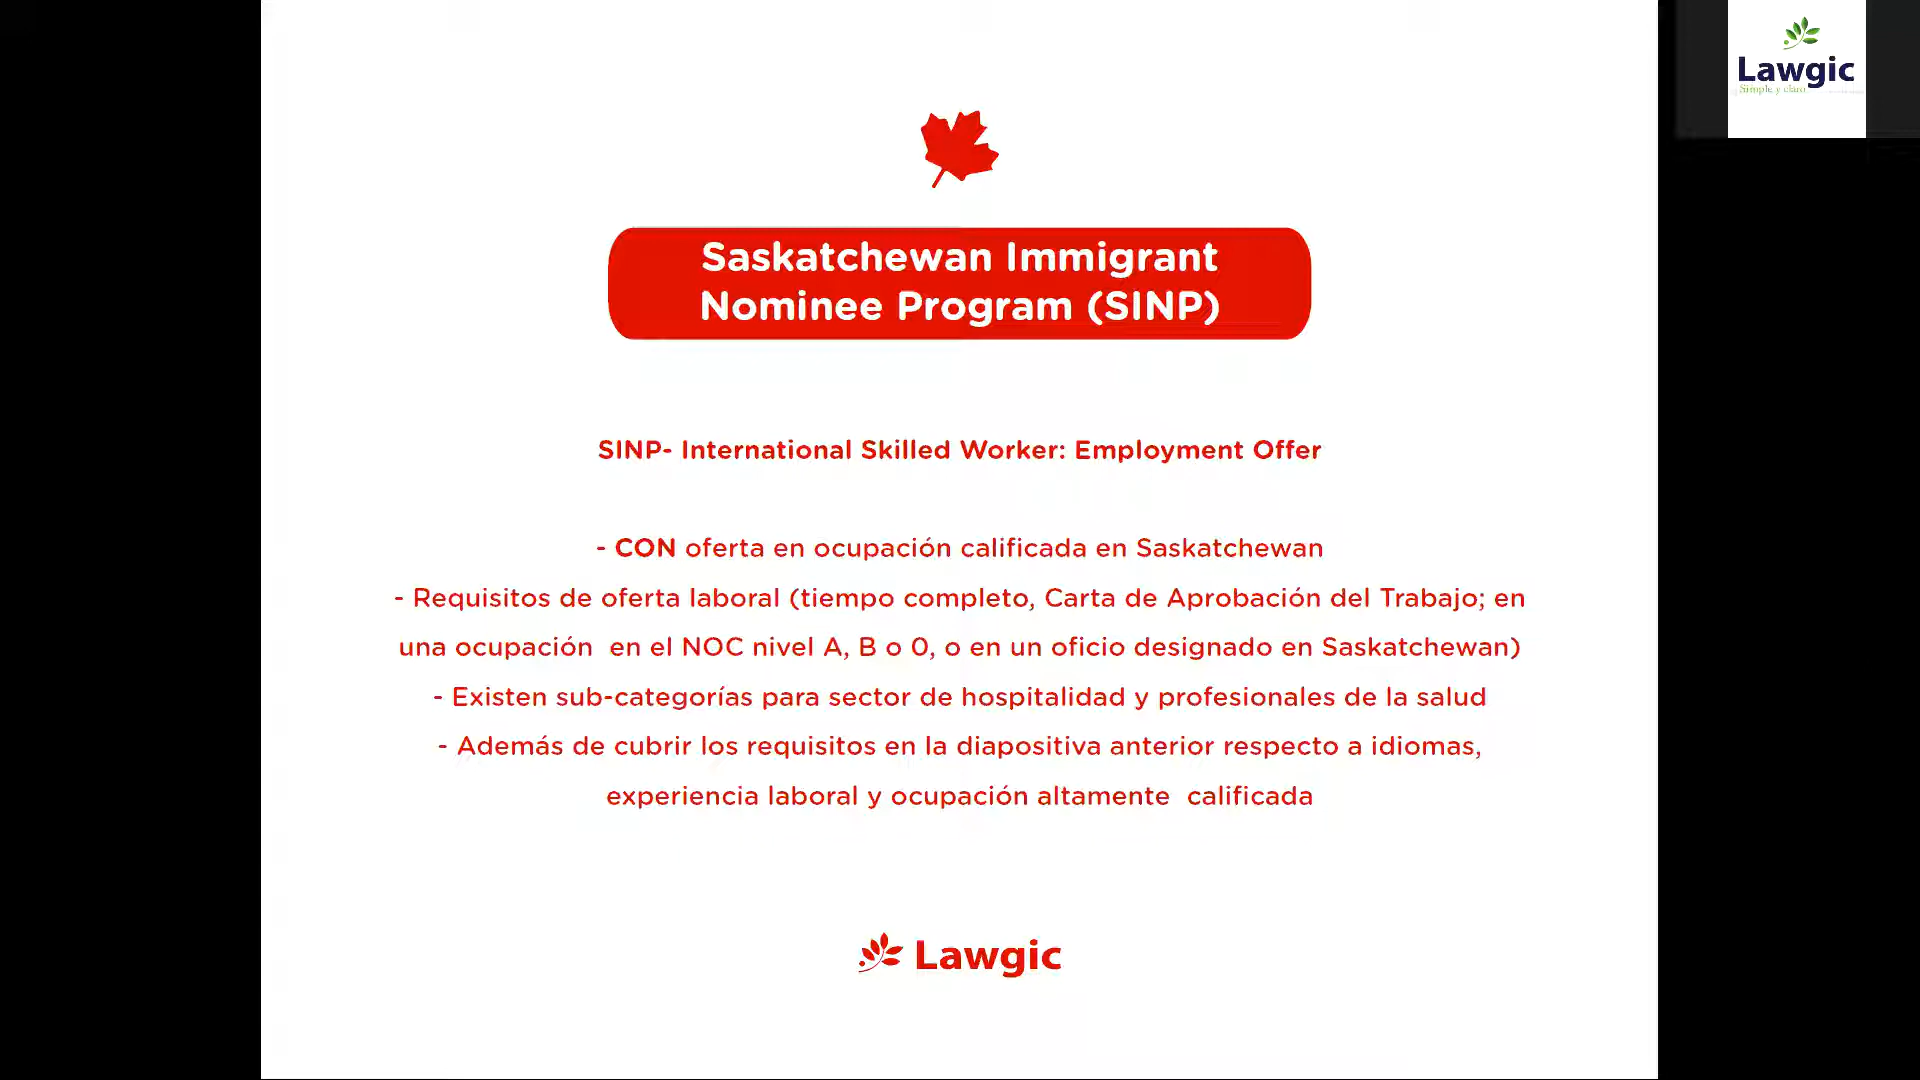 Lawgic
Simple y claro
Saskatchewan Immigrant
Nominee Program (SINP)
SINP- International Skilled Worker: Employment Offer
- CON oferta en ocupación calificada en Saskatchewan
- Requisitos de oferta laboral (tiempo completo, Carta de Aprobación del Trabajo; en
una ocupación en el NOC nivel A, B o 0, o en un oficio designado en Saskatchewan)
- Existen sub-categorías para sector de hospitalidad y profesionales de la salud
- Además de cubrir los requisitos en la diapositiva anterior respecto a idiomas,
experiencia laboral y ocupación altamente calificada
Lawgic